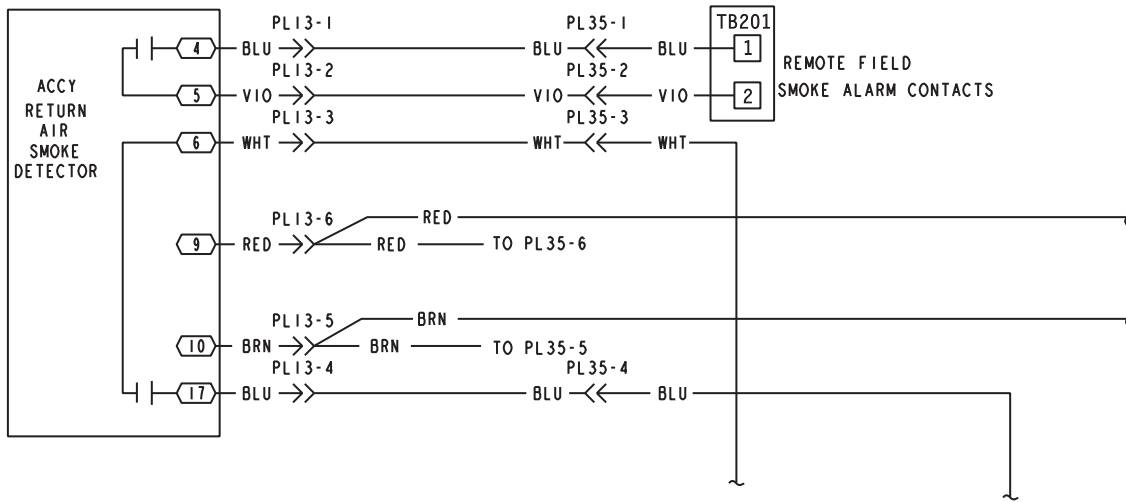 PL13-1 PL35-1 TB201
4 BLU BLU BLU 1
REMOTE FIELD
SMOKE ALARM CONTACTS
PL13-2 PL35-2
ACCY
RETURN
AIR
SMOKE
DETECTOR
5 VIO VIO VIO 2
PL13-3 PL35-3
6 WHT WHT WHT
PL13-6 RED
9 RED RED TO PL35-6
PL13-5 BRN
10 BRN BRN TO PL35-5
PL13-4 PL35-4
17 BLU BLU BLU